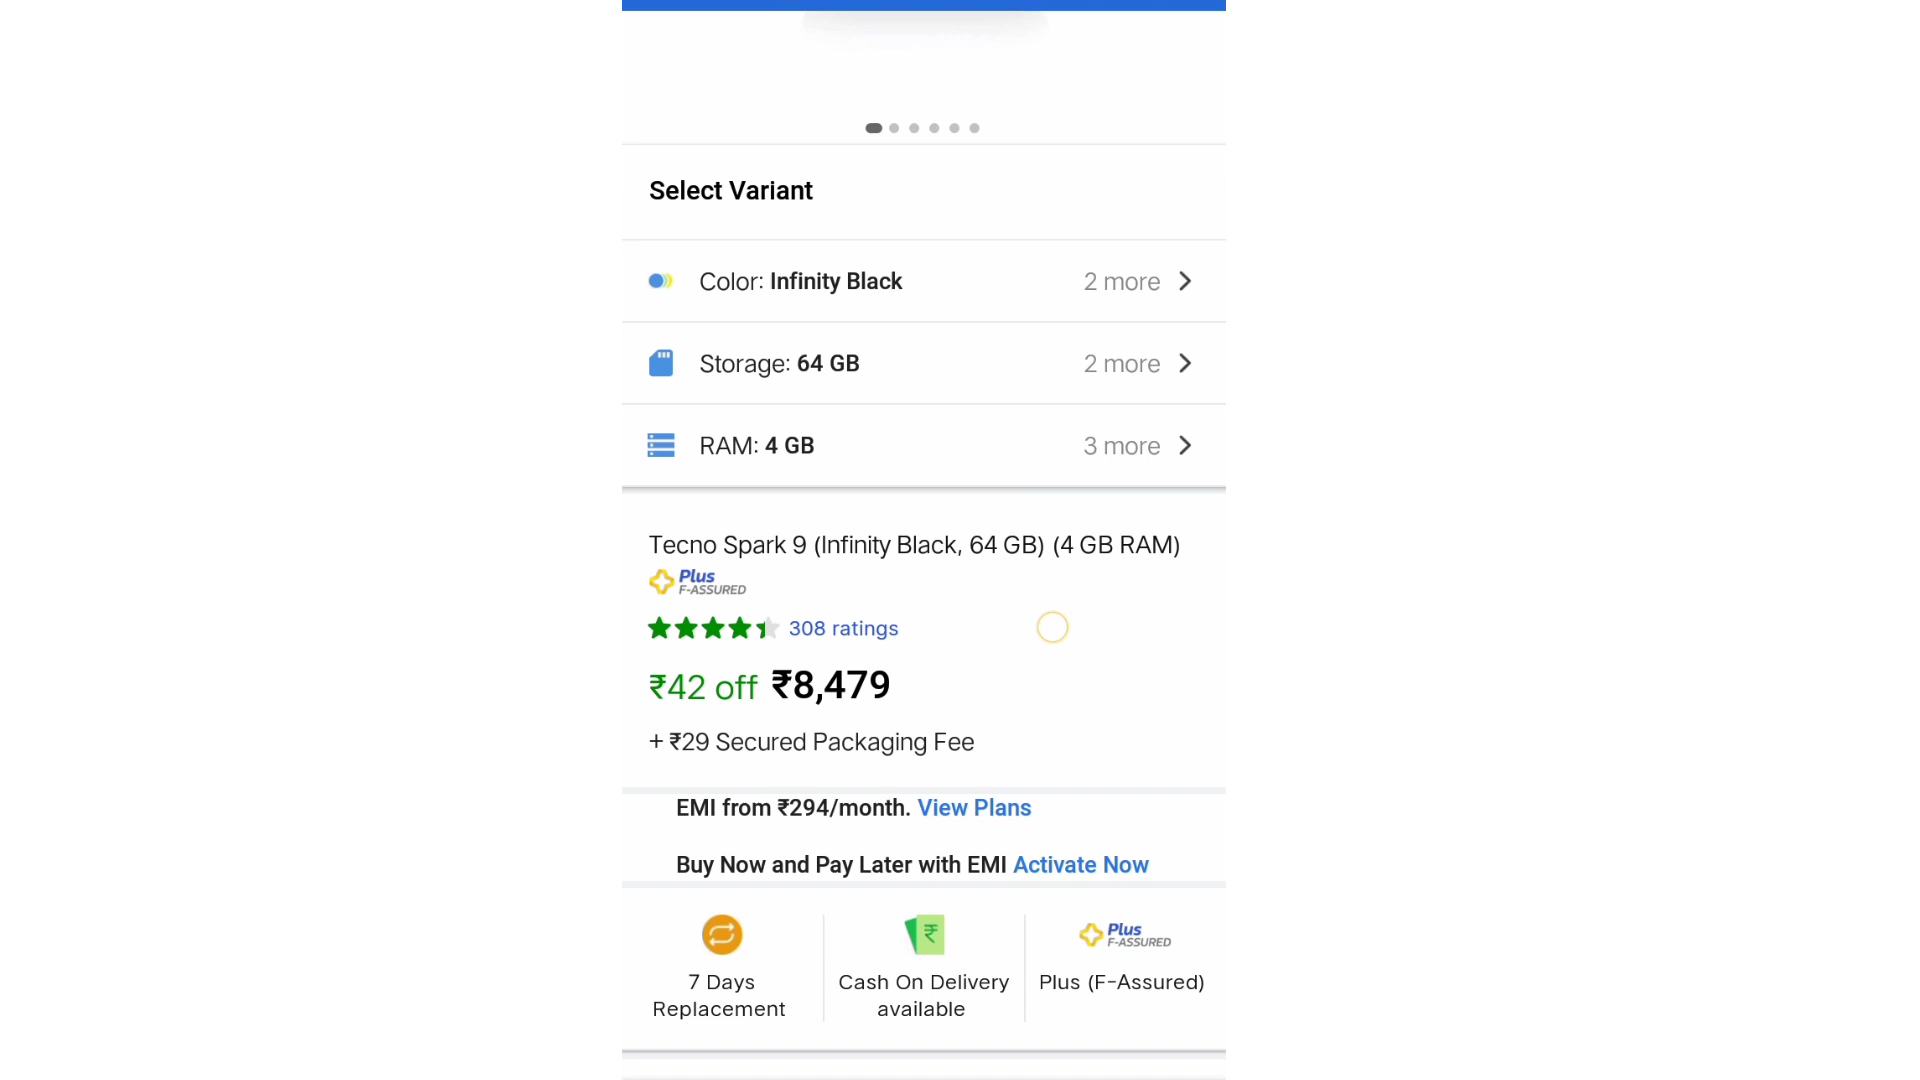 Select Variant
Color: Infinity Black 2 more
Storage: 64 GB 2 more
RAM: 4 GB 3 more
Tecno Spark 9 (Infinity Black, 64 GB) (4 GB RAM)
Plus
F-ASSURED
308 ratings
₹42 off ₹8,479
+ ₹29 Secured Packaging Fee
EMI from ₹294/month. View Plans
Buy Now and Pay Later with EMI Activate Now
7 Days
Replacement
₹
Cash On Delivery
available
Plus
F-ASSURED
Plus (F-Assured)